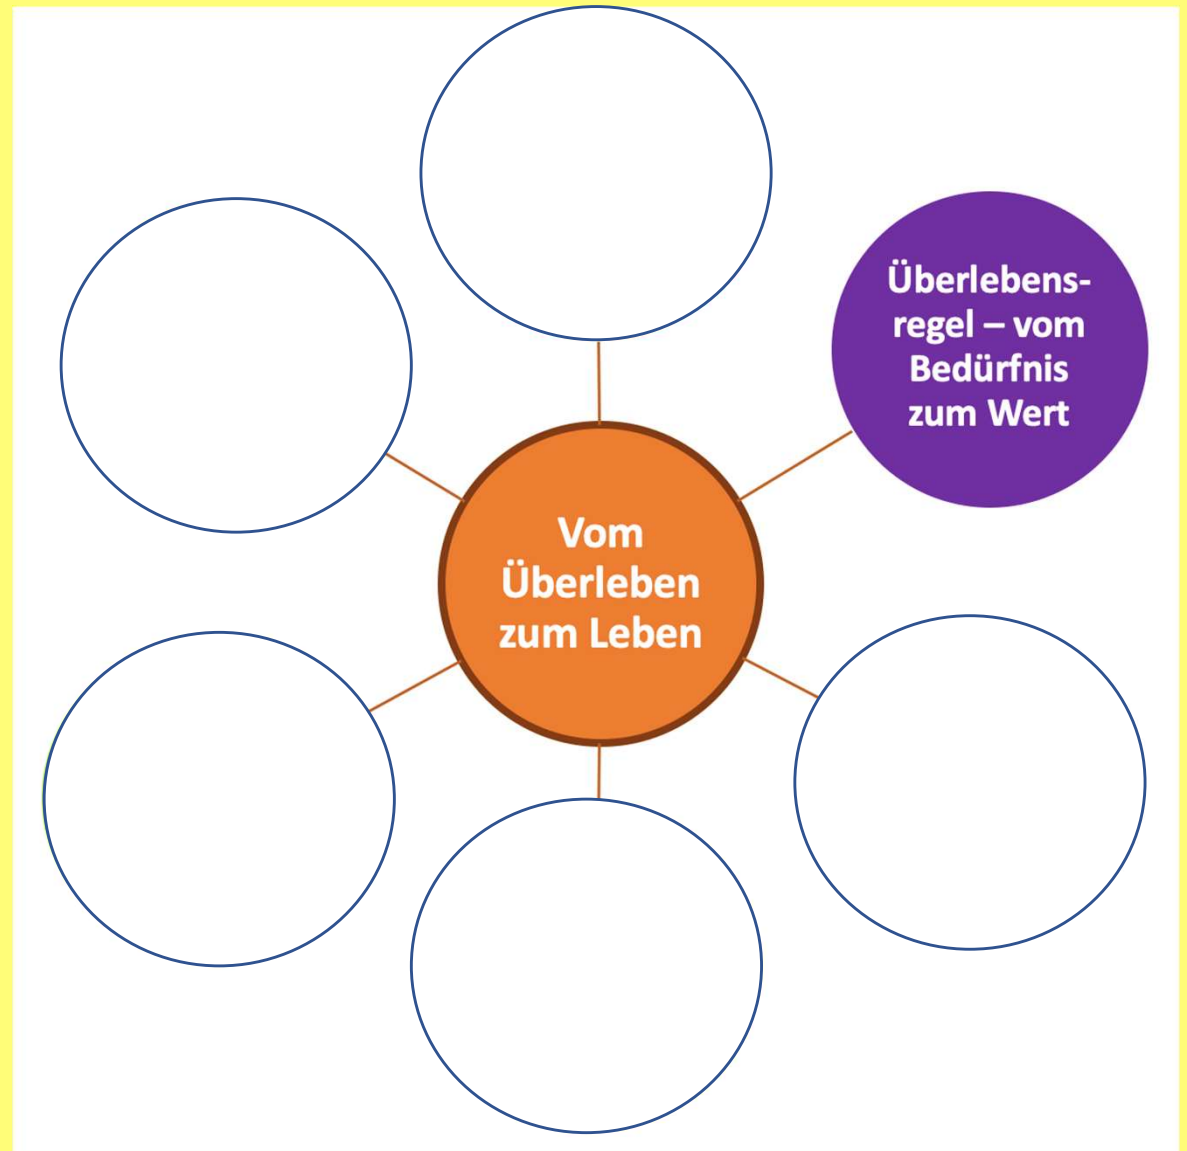 Überlebens-
regel – vom
Bedürfnis
zum Wert
Vom
Überleben
zum Leben